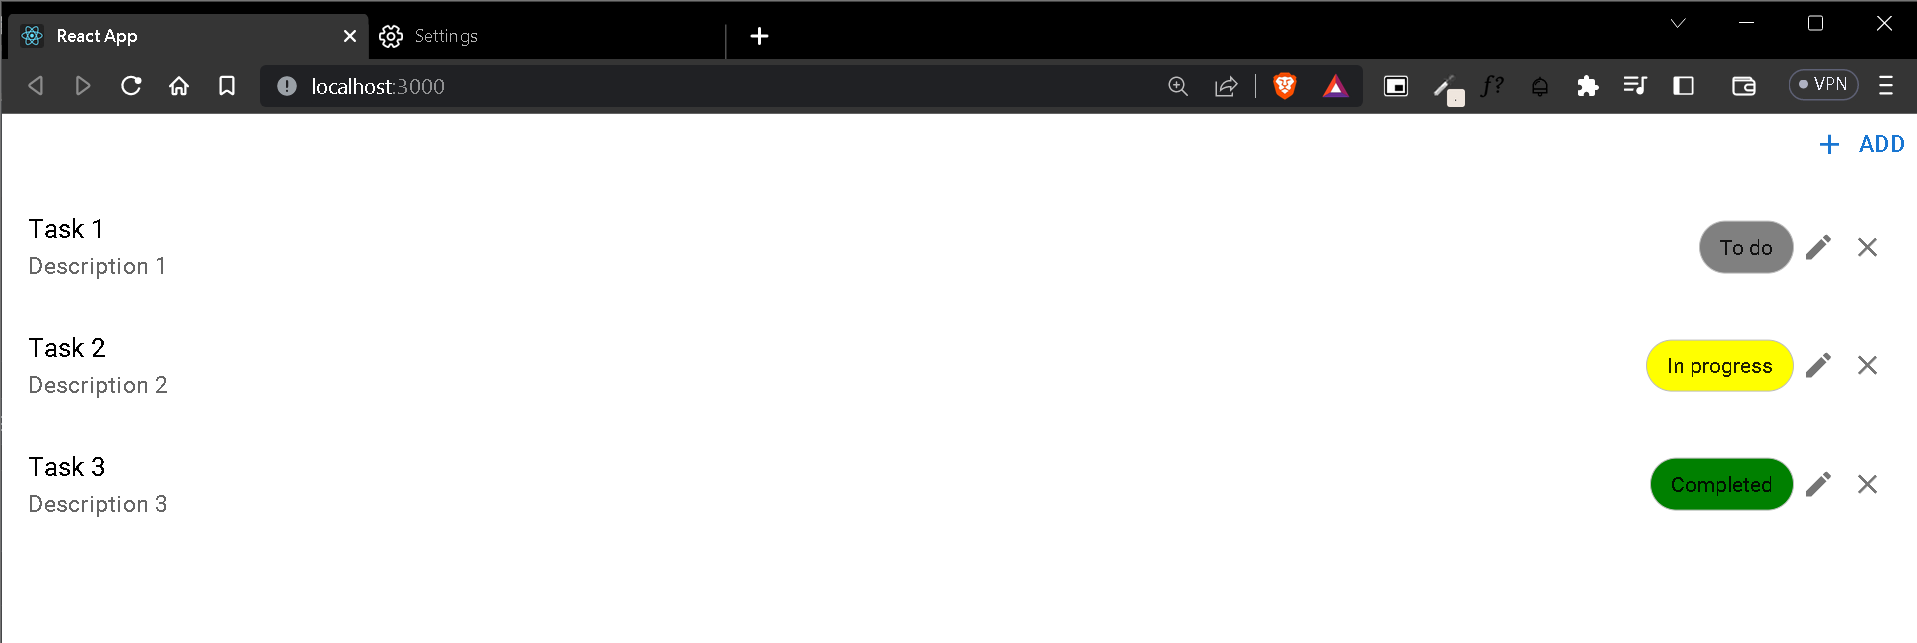 React App
Settings
localhost:3000
f?
VPN
ADD
Task 1
Description 1
To do
Task 2
Description 2
In progress
Task 3
Description 3
Completed